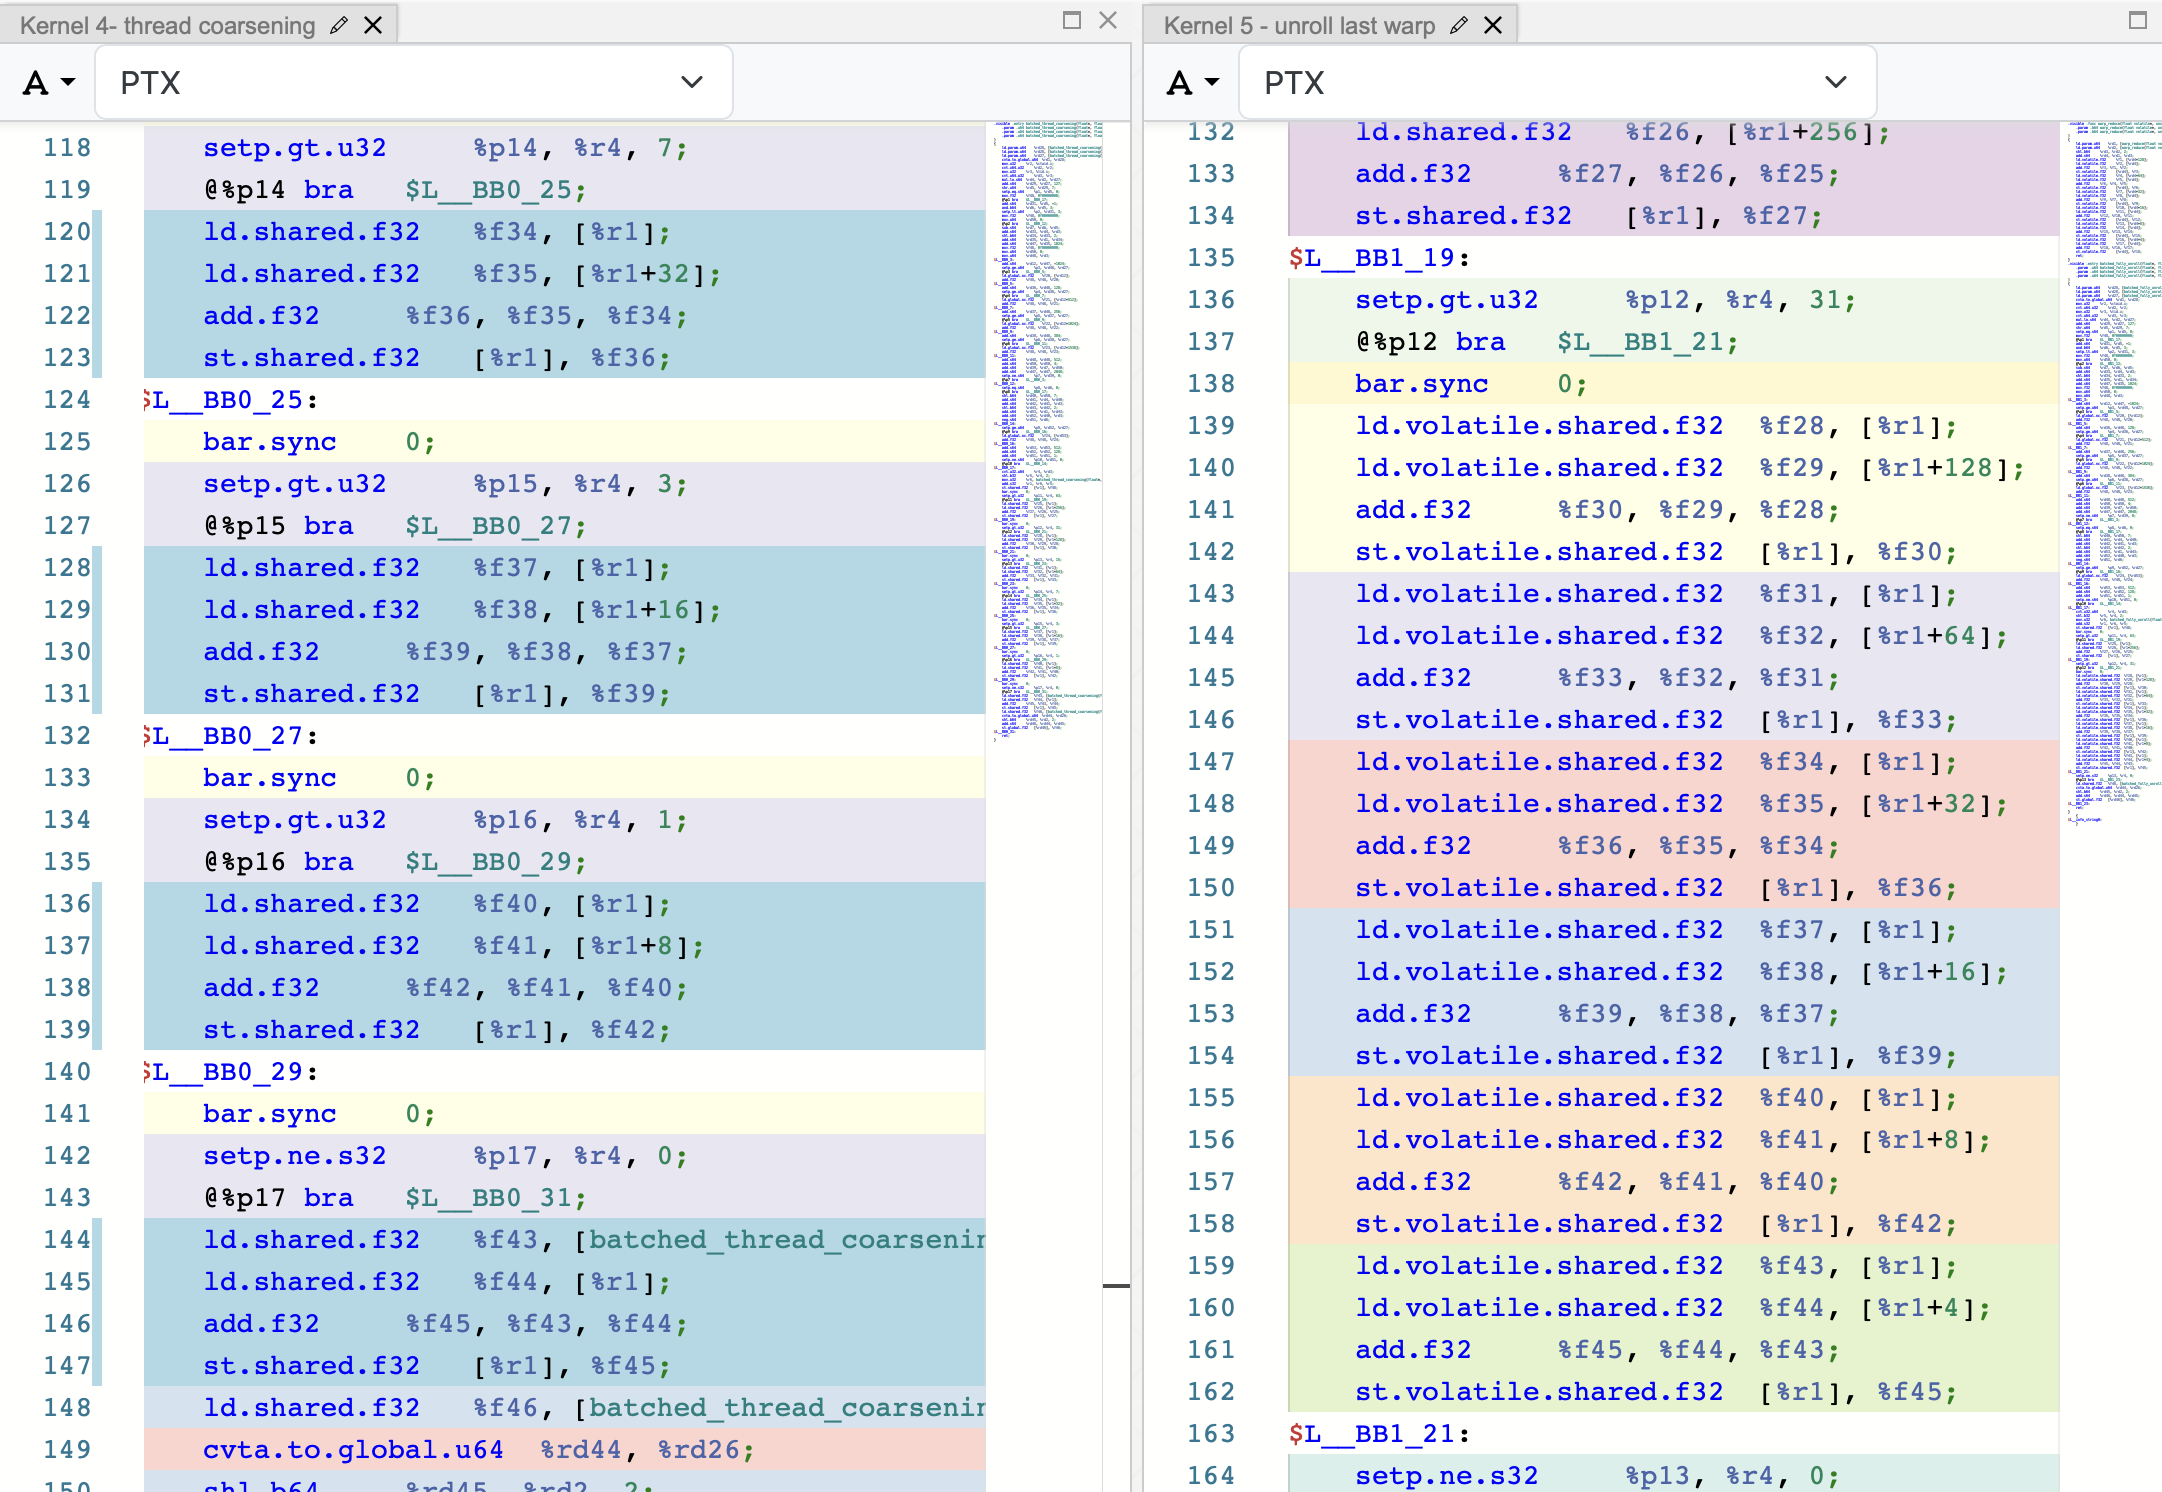 Kernel 4- thread coarsening
A PTX
118 setp.gt.u32 %p14, %r4, 7;
119 @%p14 bra $L__BB0_25;
120 ld.shared.f32 %f34, [%r1];
121 ld.shared.f32 %f35, [%r1+32];
122 add.f32 %f36, %f35, %f34;
123 st.shared.f32 [%r1], %f36;
124 $L__BB0_25:
125 bar.sync 0;
126 setp.gt.u32 %p15, %r4, 3;
127 @%p15 bra $L__BB0_27;
128 ld.shared.f32 %f37, [%r1];
129 ld.shared.f32 %f38, [%r1+16];
130 add.f32 %f39, %f38, %f37;
131 st.shared.f32 [%r1], %f39;
132 $L__BB0_27:
133 bar.sync 0;
134 setp.gt.u32 %p16, %r4, 1;
135 @%p16 bra $L__BB0_29;
136 ld.shared.f32 %f40, [%r1];
137 ld.shared.f32 %f41, [%r1+8];
138 add.f32 %f42, %f41, %f40;
139 st.shared.f32 [%r1], %f42;
140 $L__BB0_29:
141 bar.sync 0;
142 setp.ne.s32 %p17, %r4, 0;
143 @%p17 bra $L__BB0_31;
144 ld.shared.f32 %f43, [batched_thread_coarsenin
145 ld.shared.f32 %f44, [%r1];
146 add.f32 %f45, %f43, %f44;
147 st.shared.f32 [%r1], %f45;
148 ld.shared.f32 %f46, [batched_thread_coarsenin
149 cvta.to.global.u64 %rd44, %rd26;
150 shl.b64 %rd45, %rd2, 2;
Kernel 5 - unroll last warp
A PTX
132 ld.shared.f32 %f26, [%r1+256];
133 add.f32 %f27, %f26, %f25;
134 st.shared.f32 [%r1], %f27;
135 $L__BB1_19:
136 setp.gt.u32 %p12, %r4, 31;
137 @%p12 bra $L__BB1_21;
138 bar.sync 0;
139 ld.volatile.shared.f32 %f28, [%r1];
140 ld.volatile.shared.f32 %f29, [%r1+128];
141 add.f32 %f30, %f29, %f28;
142 st.volatile.shared.f32 [%r1], %f30;
143 ld.volatile.shared.f32 %f31, [%r1];
144 ld.volatile.shared.f32 %f32, [%r1+64];
145 add.f32 %f33, %f32, %f31;
146 st.volatile.shared.f32 [%r1], %f33;
147 ld.volatile.shared.f32 %f34, [%r1];
148 ld.volatile.shared.f32 %f35, [%r1+32];
149 add.f32 %f36, %f35, %f34;
150 st.volatile.shared.f32 [%r1], %f36;
151 ld.volatile.shared.f32 %f37, [%r1];
152 ld.volatile.shared.f32 %f38, [%r1+16];
153 add.f32 %f39, %f38, %f37;
154 st.volatile.shared.f32 [%r1], %f39;
155 ld.volatile.shared.f32 %f40, [%r1];
156 ld.volatile.shared.f32 %f41, [%r1+8];
157 add.f32 %f42, %f41, %f40;
158 st.volatile.shared.f32 [%r1], %f42;
159 ld.volatile.shared.f32 %f43, [%r1];
160 ld.volatile.shared.f32 %f44, [%r1+4];
161 add.f32 %f45, %f44, %f43;
162 st.volatile.shared.f32 [%r1], %f45;
163 $L__BB1_21:
164 setp.ne.s32 %p13, %r4, 0;